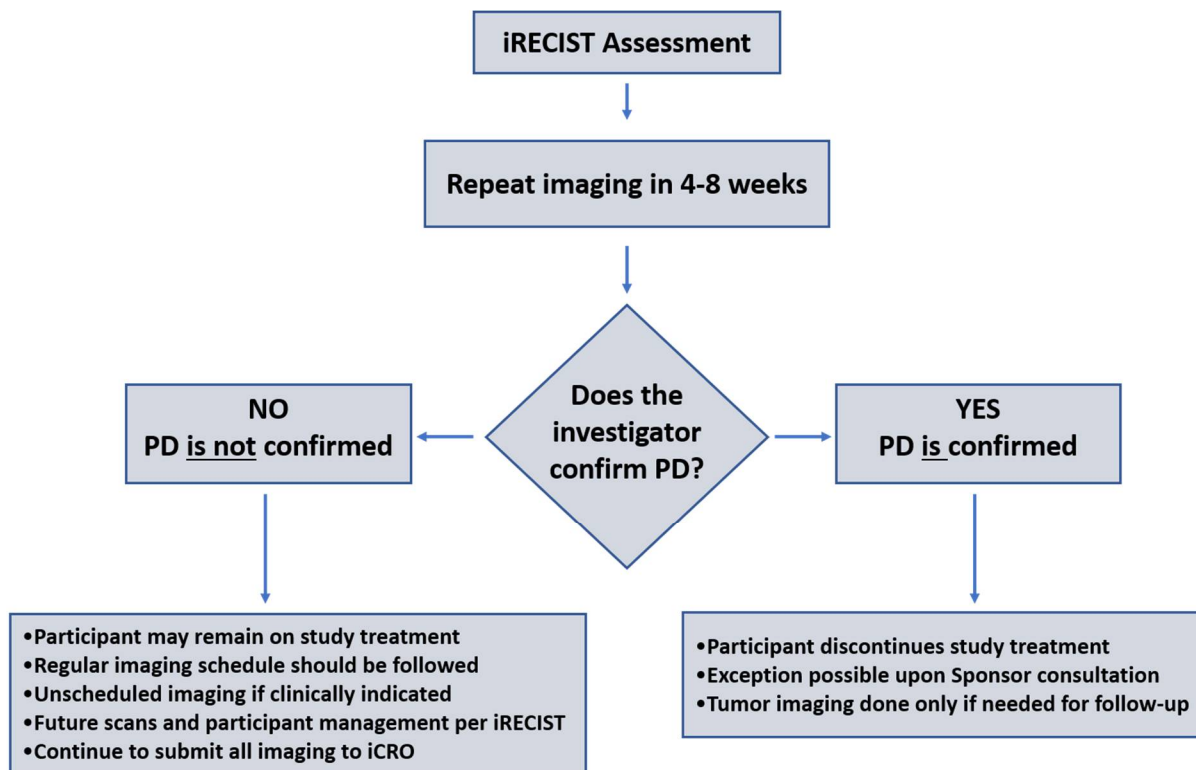 iRECIST Assessment
Repeat imaging in 4-8 weeks
Does the
investigator
confirm PD?
NO
PD is not confirmed
YES
PD is confirmed
•Participant may remain on study treatment
•Regular imaging schedule should be followed
•Unscheduled imaging if clinically indicated
•Future scans and participant management per iRECIST
•Continue to submit all imaging to iCRO
•Participant discontinues study treatment
•Exception possible upon Sponsor consultation
•Tumor imaging done only if needed for follow-up